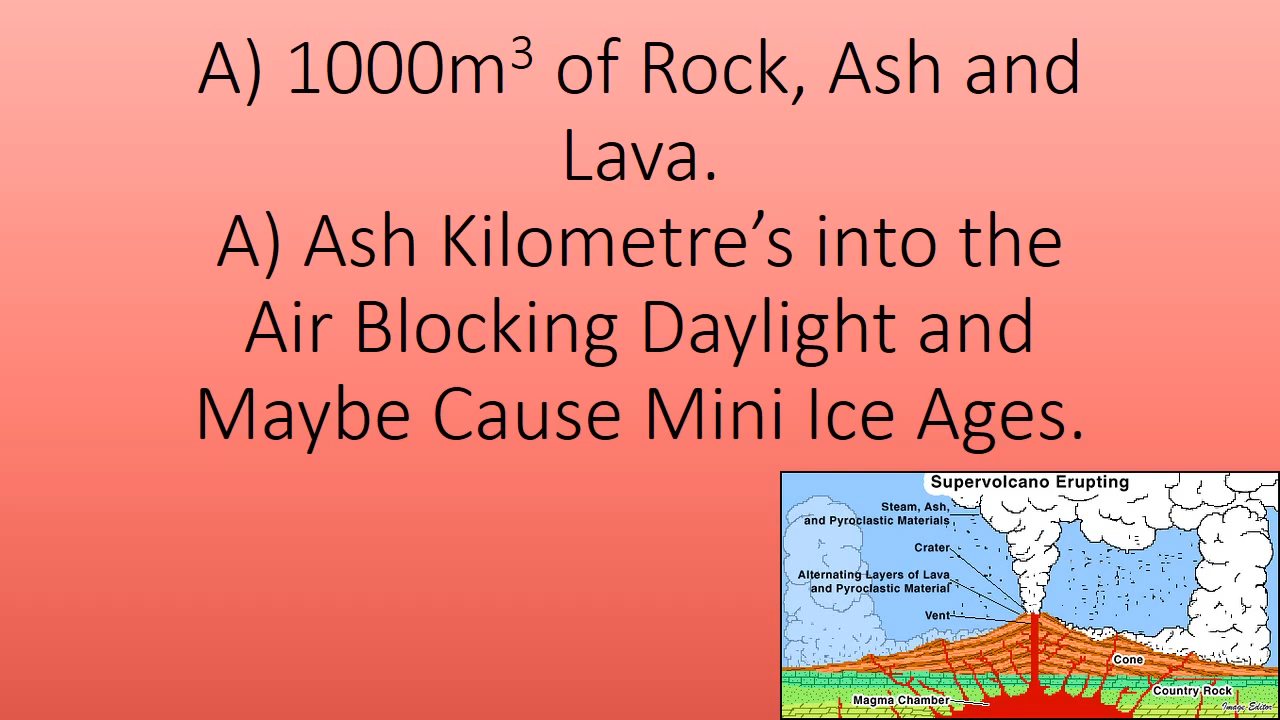 A) 1000m³ of Rock, Ash and
Lava.
A) Ash Kilometre’s into the
Air Blocking Daylight and
Maybe Cause Mini Ice Ages.
Supervolcano Erupting
Steam, Ash,
and Pyroclastic Materials
Crater
Alternating Layers of Lava
and Pyroclastic Material
Vent
Cone
Country Rock
Magma Chamber
Image Editor